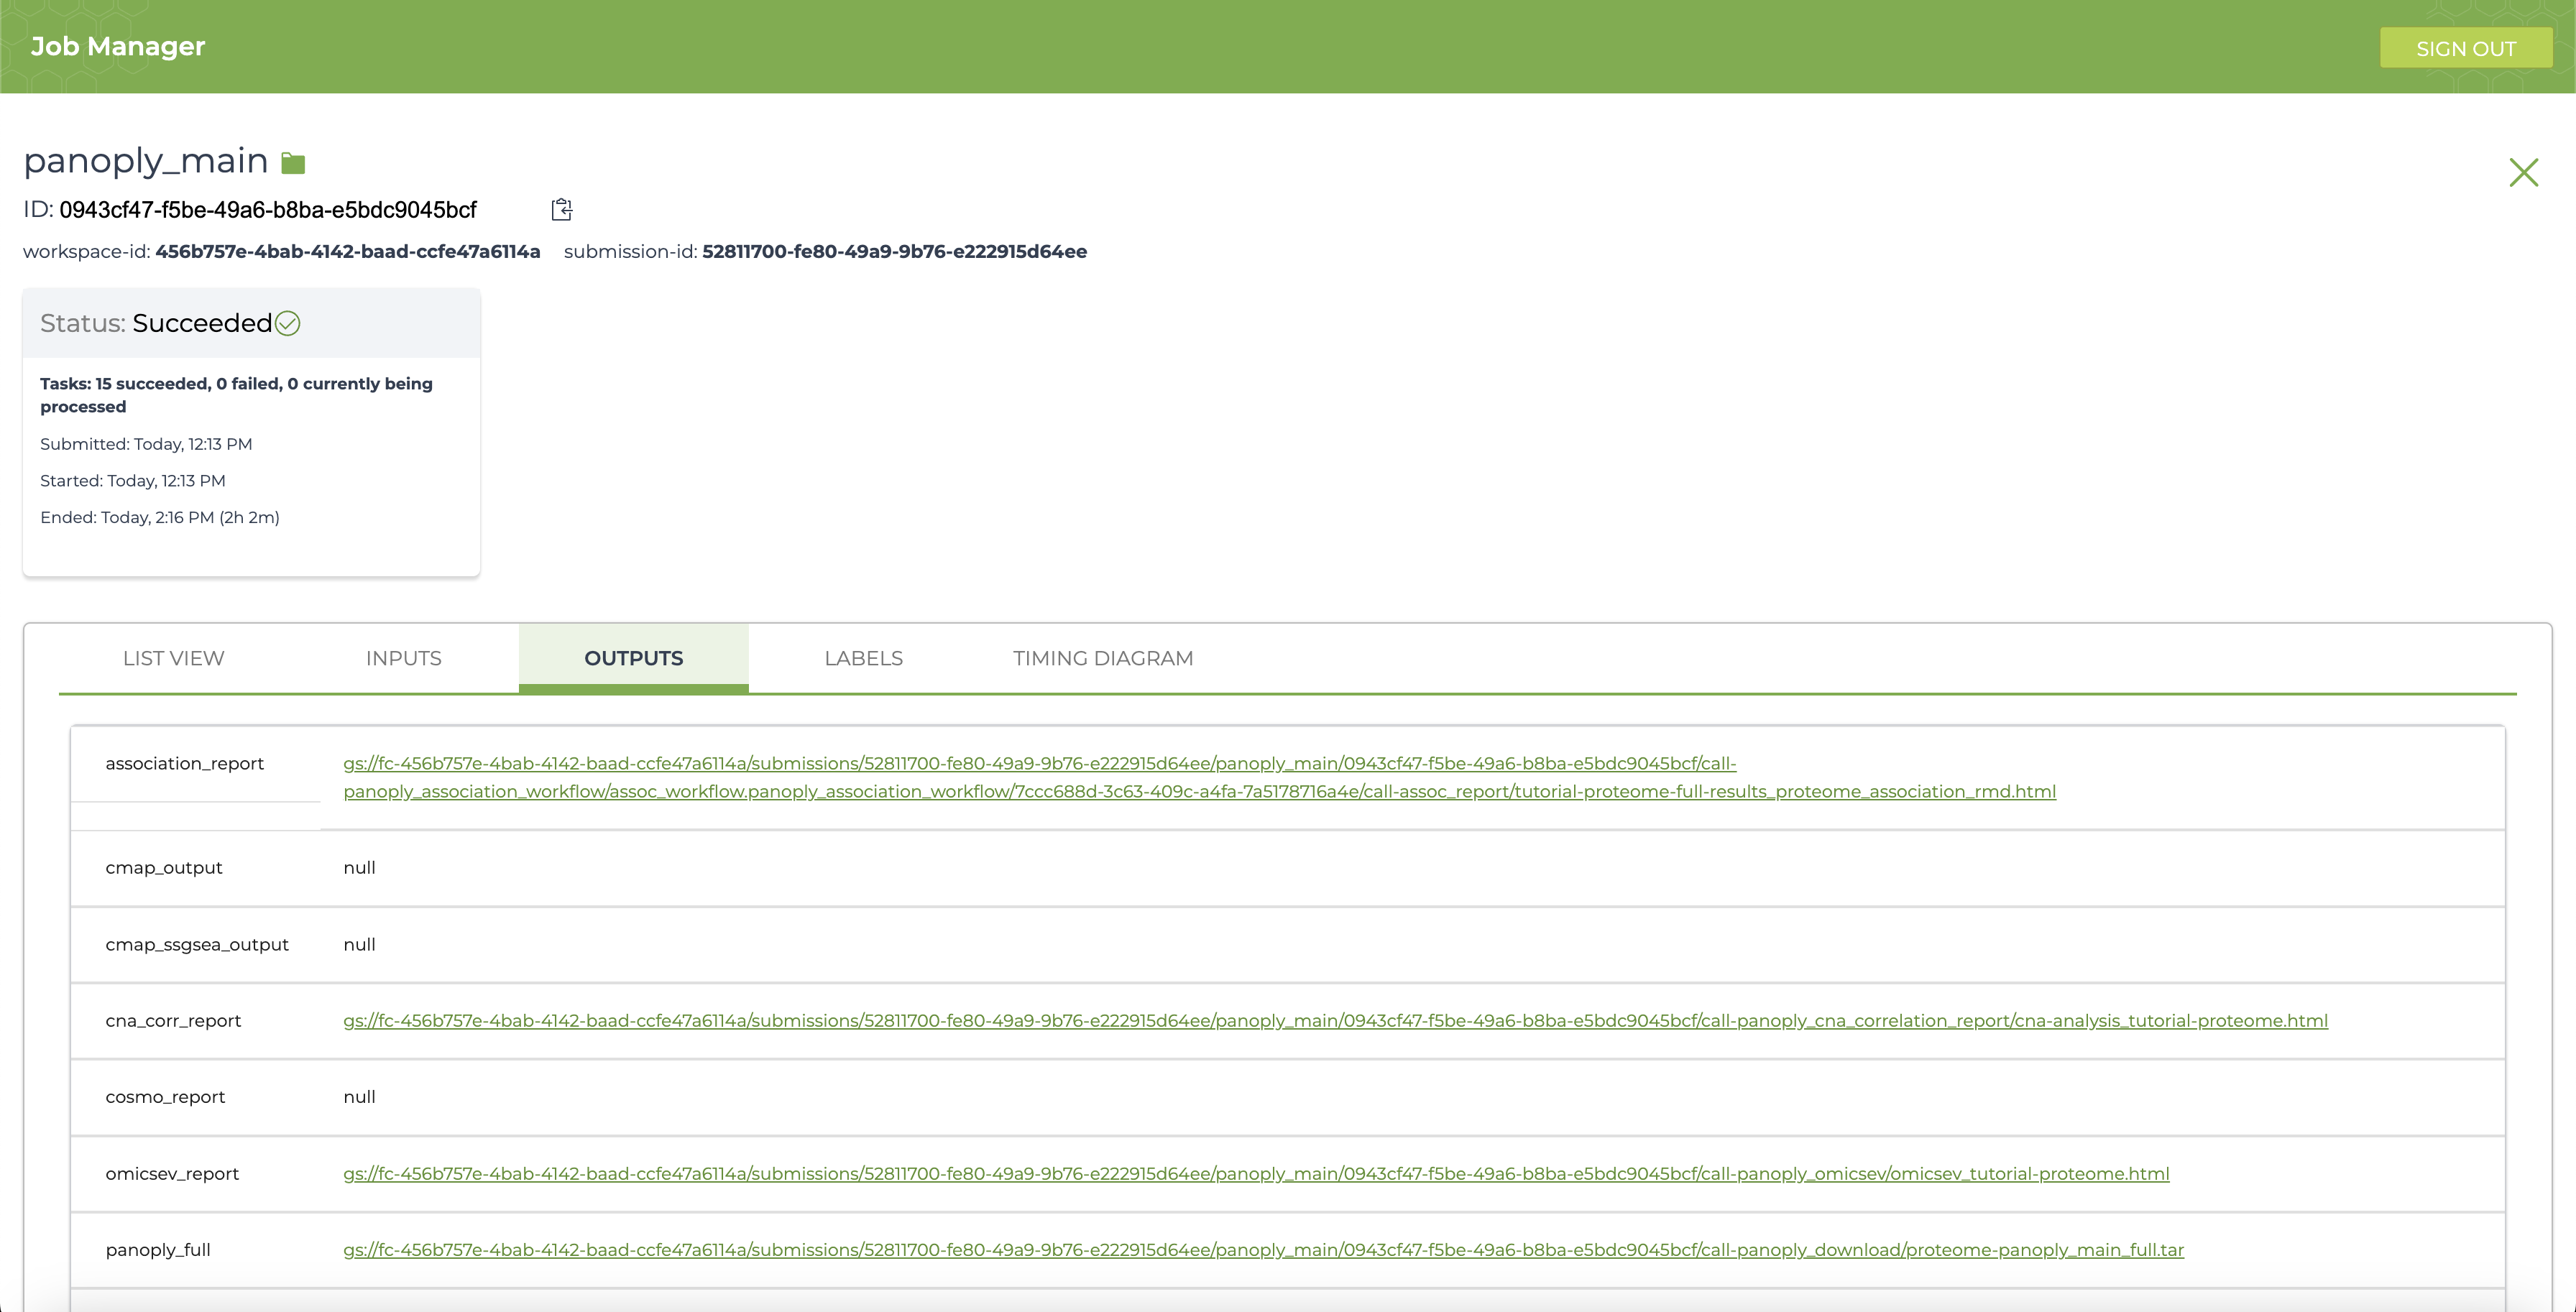 Job Manager
SIGN OUT
panoply_main
ID: 0943cf47-f5be-49a6-b8ba-e5bdc9045bcf
workspace-id: 456b757e-4bab-4142-baad-ccfe47a6114a submission-id: 52811700-fe80-49a9-9b76-e222915d64ee
Status: Succeeded
Tasks: 15 succeeded, 0 failed, 0 currently being
processed
Submitted: Today, 12:13 PM
Started: Today, 12:13 PM
Ended: Today, 2:16 PM (2h 2m)
LIST VIEW INPUTS OUTPUTS LABELS TIMING DIAGRAM
association_report gs://fc-456b757e-4bab-4142-baad-ccfe47a6114a/submissions/52811700-fe80-49a9-9b76-e222915d64ee/panoply_main/0943cf47-f5be-49a6-b8ba-e5bdc9045bcf/call-
panoply_association_workflow/assoc_workflow.panoply_association_workflow/7ccc688d-3c63-409c-a4fa-7a5178716a4e/call-assoc_report/tutorial-proteome-full-results_proteome_association_rmd.html
cmap_output null
cmap_ssgsea_output null
cna_corr_report gs://fc-456b757e-4bab-4142-baad-ccfe47a6114a/submissions/52811700-fe80-49a9-9b76-e222915d64ee/panoply_main/0943cf47-f5be-49a6-b8ba-e5bdc9045bcf/call-panoply_cna_correlation_report/cna-analysis_tutorial-proteome.html
cosmo_report null
omicsev_report gs://fc-456b757e-4bab-4142-baad-ccfe47a6114a/submissions/52811700-fe80-49a9-9b76-e222915d64ee/panoply_main/0943cf47-f5be-49a6-b8ba-e5bdc9045bcf/call-panoply_omicsev/omicsev_tutorial-proteome.html
panoply_full gs://fc-456b757e-4bab-4142-baad-ccfe47a6114a/submissions/52811700-fe80-49a9-9b76-e222915d64ee/panoply_main/0943cf47-f5be-49a6-b8ba-e5bdc9045bcf/call-panoply_download/proteome-panoply_main_full.tar